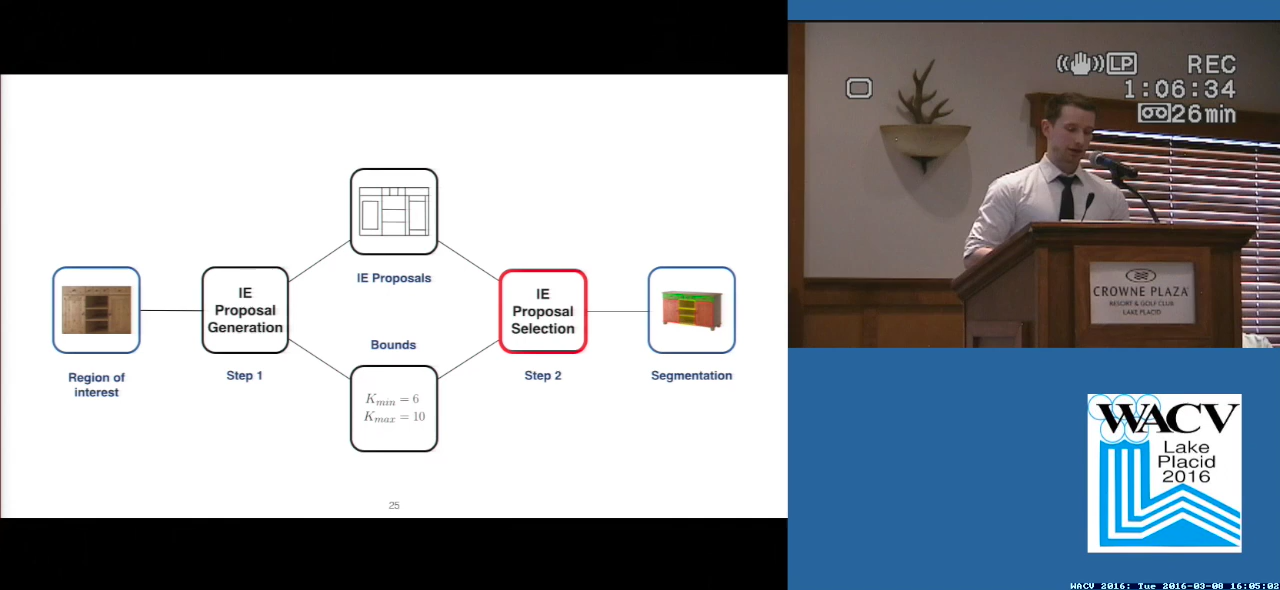 IE
Proposal
Generation
IE Proposals
Bounds
K_min = 6
K_max = 10
IE
Proposal
Selection
Region of
interest
Step 1
Step 2
Segmentation
25
LP REC
1:06:34
26min
CROWNE PLAZA
RESORT & GOLF CLUB
LAKE PLACID
WACV
Lake
Placid
2016
WACV 2016: Tue 2016-03-08 16:05:02